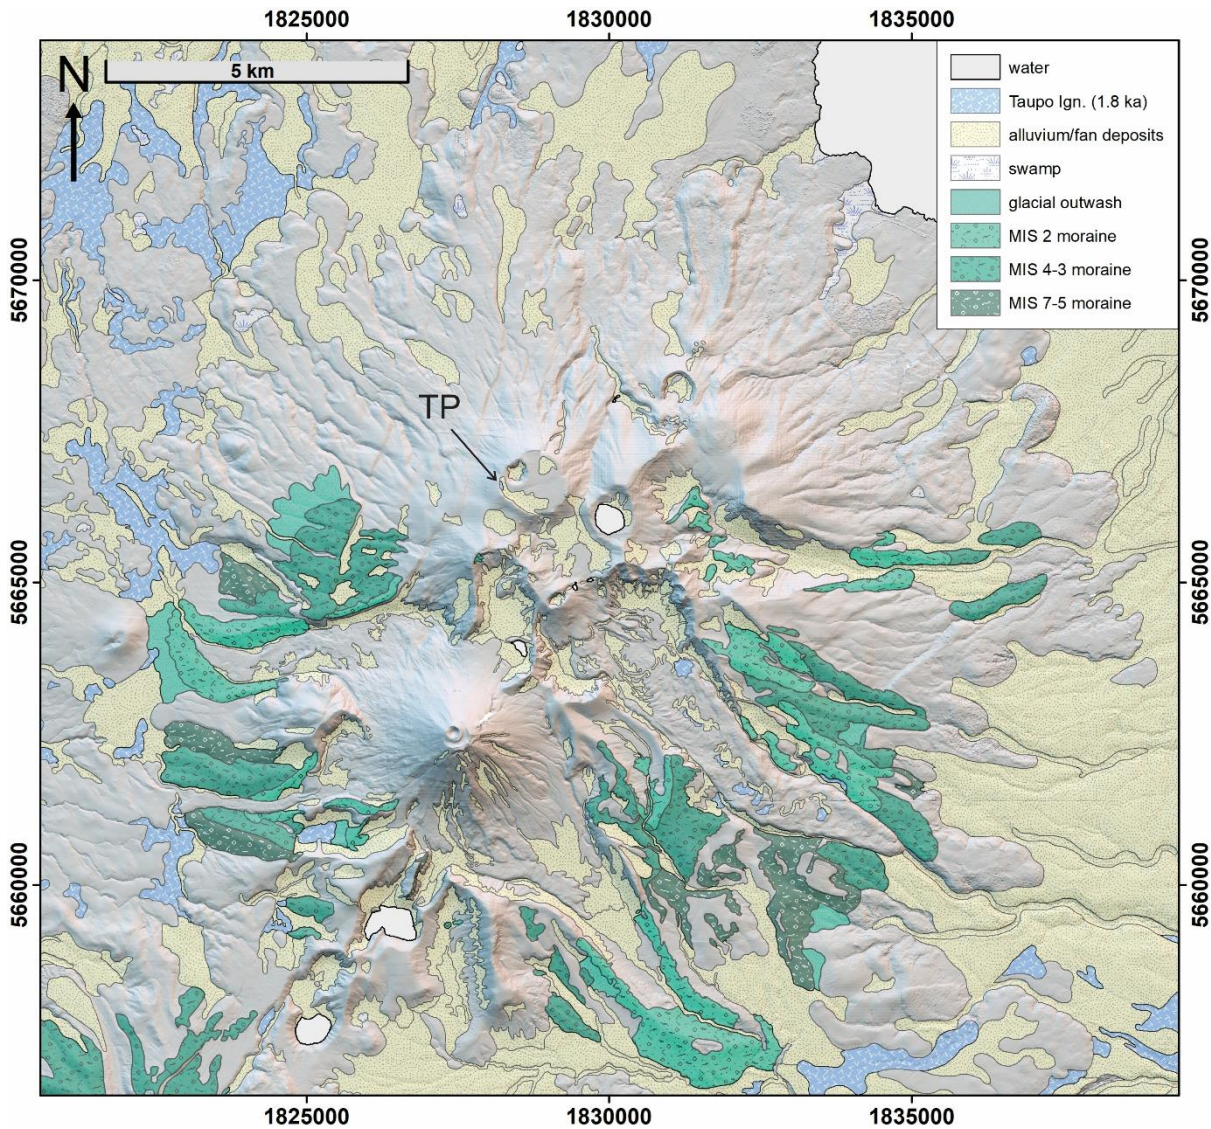 1825000 1830000 1835000
N
5 km
water
Taupo Ign. (1.8 ka)
alluvium/fan deposits
swamp
glacial outwash
MIS 2 moraine
MIS 4-3 moraine
MIS 7-5 moraine
5670000 5670000
TP
5665000 5665000
5660000 5660000
1825000 1830000 1835000